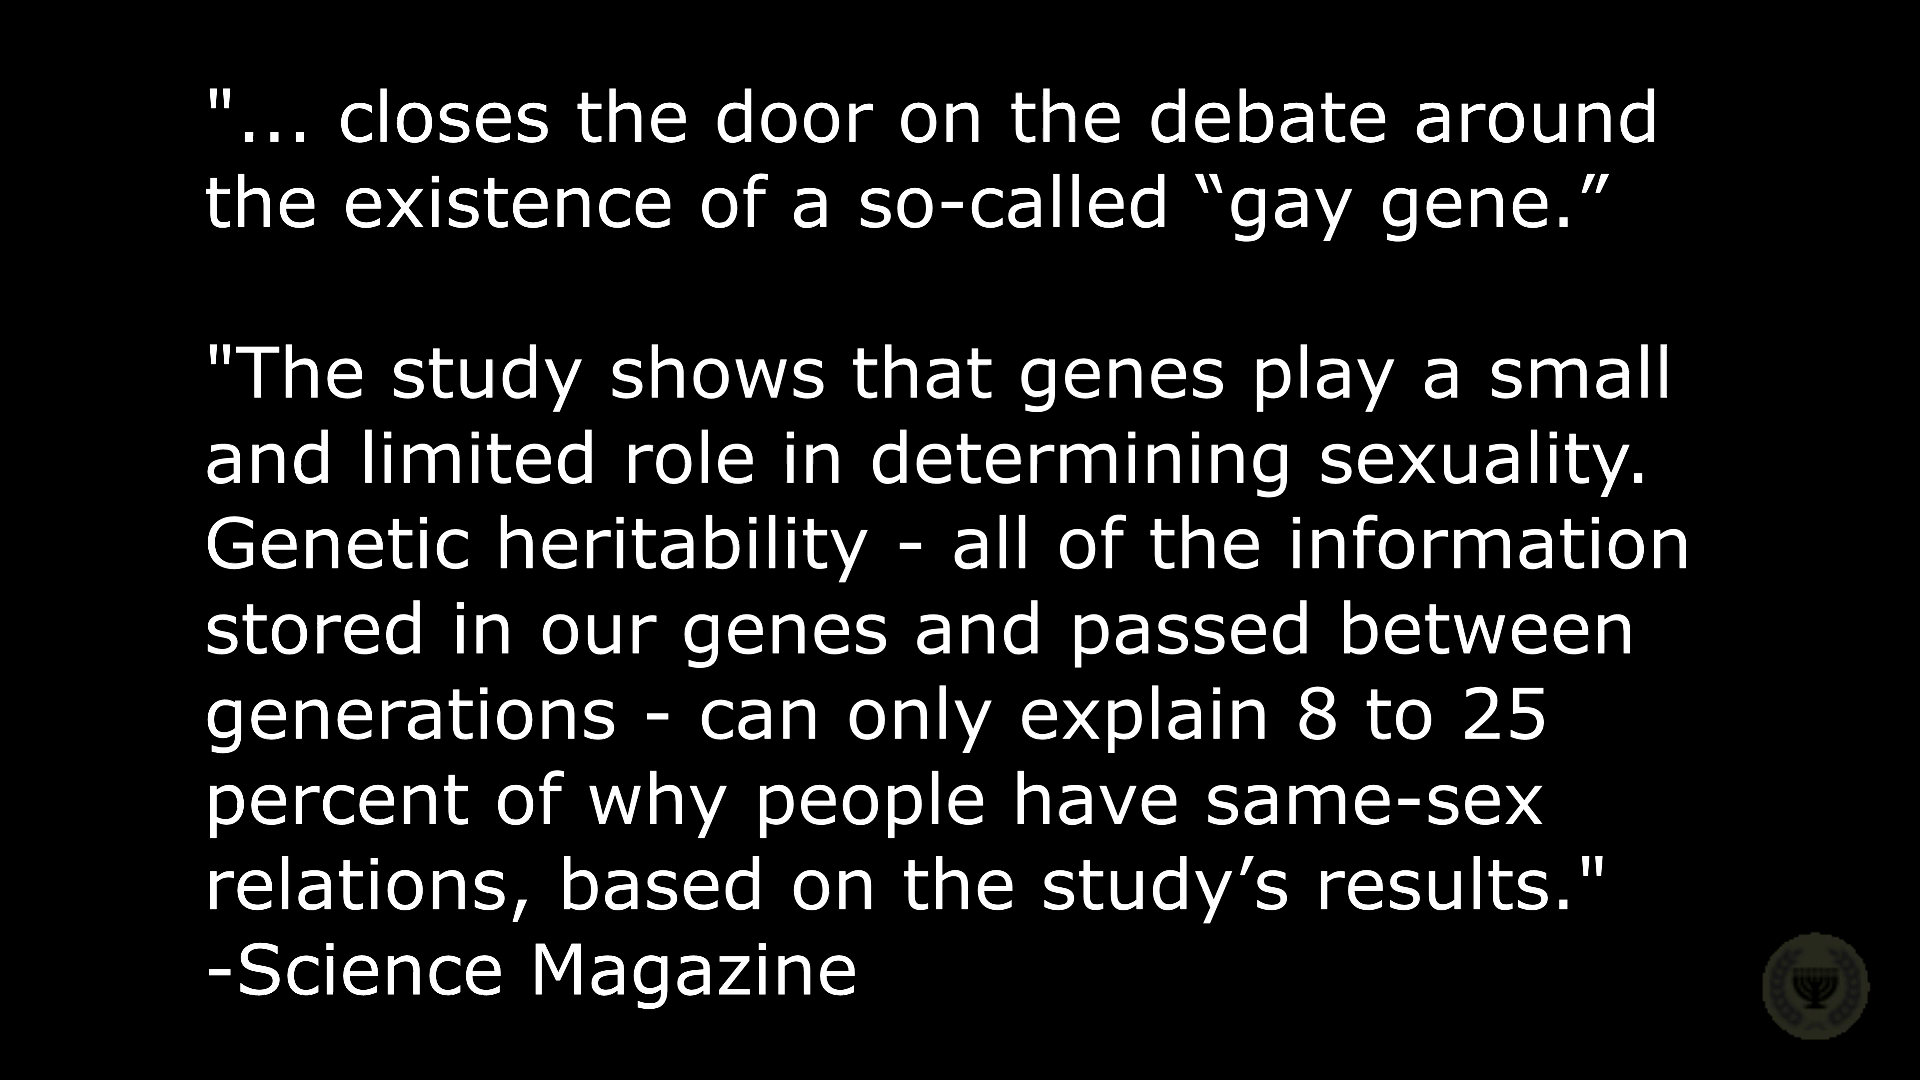 "... closes the door on the debate around
the existence of a so-called “gay gene.”
"The study shows that genes play a small
and limited role in determining sexuality.
Genetic heritability - all of the information
stored in our genes and passed between
generations - can only explain 8 to 25
percent of why people have same-sex
relations, based on the study’s results."
-Science Magazine